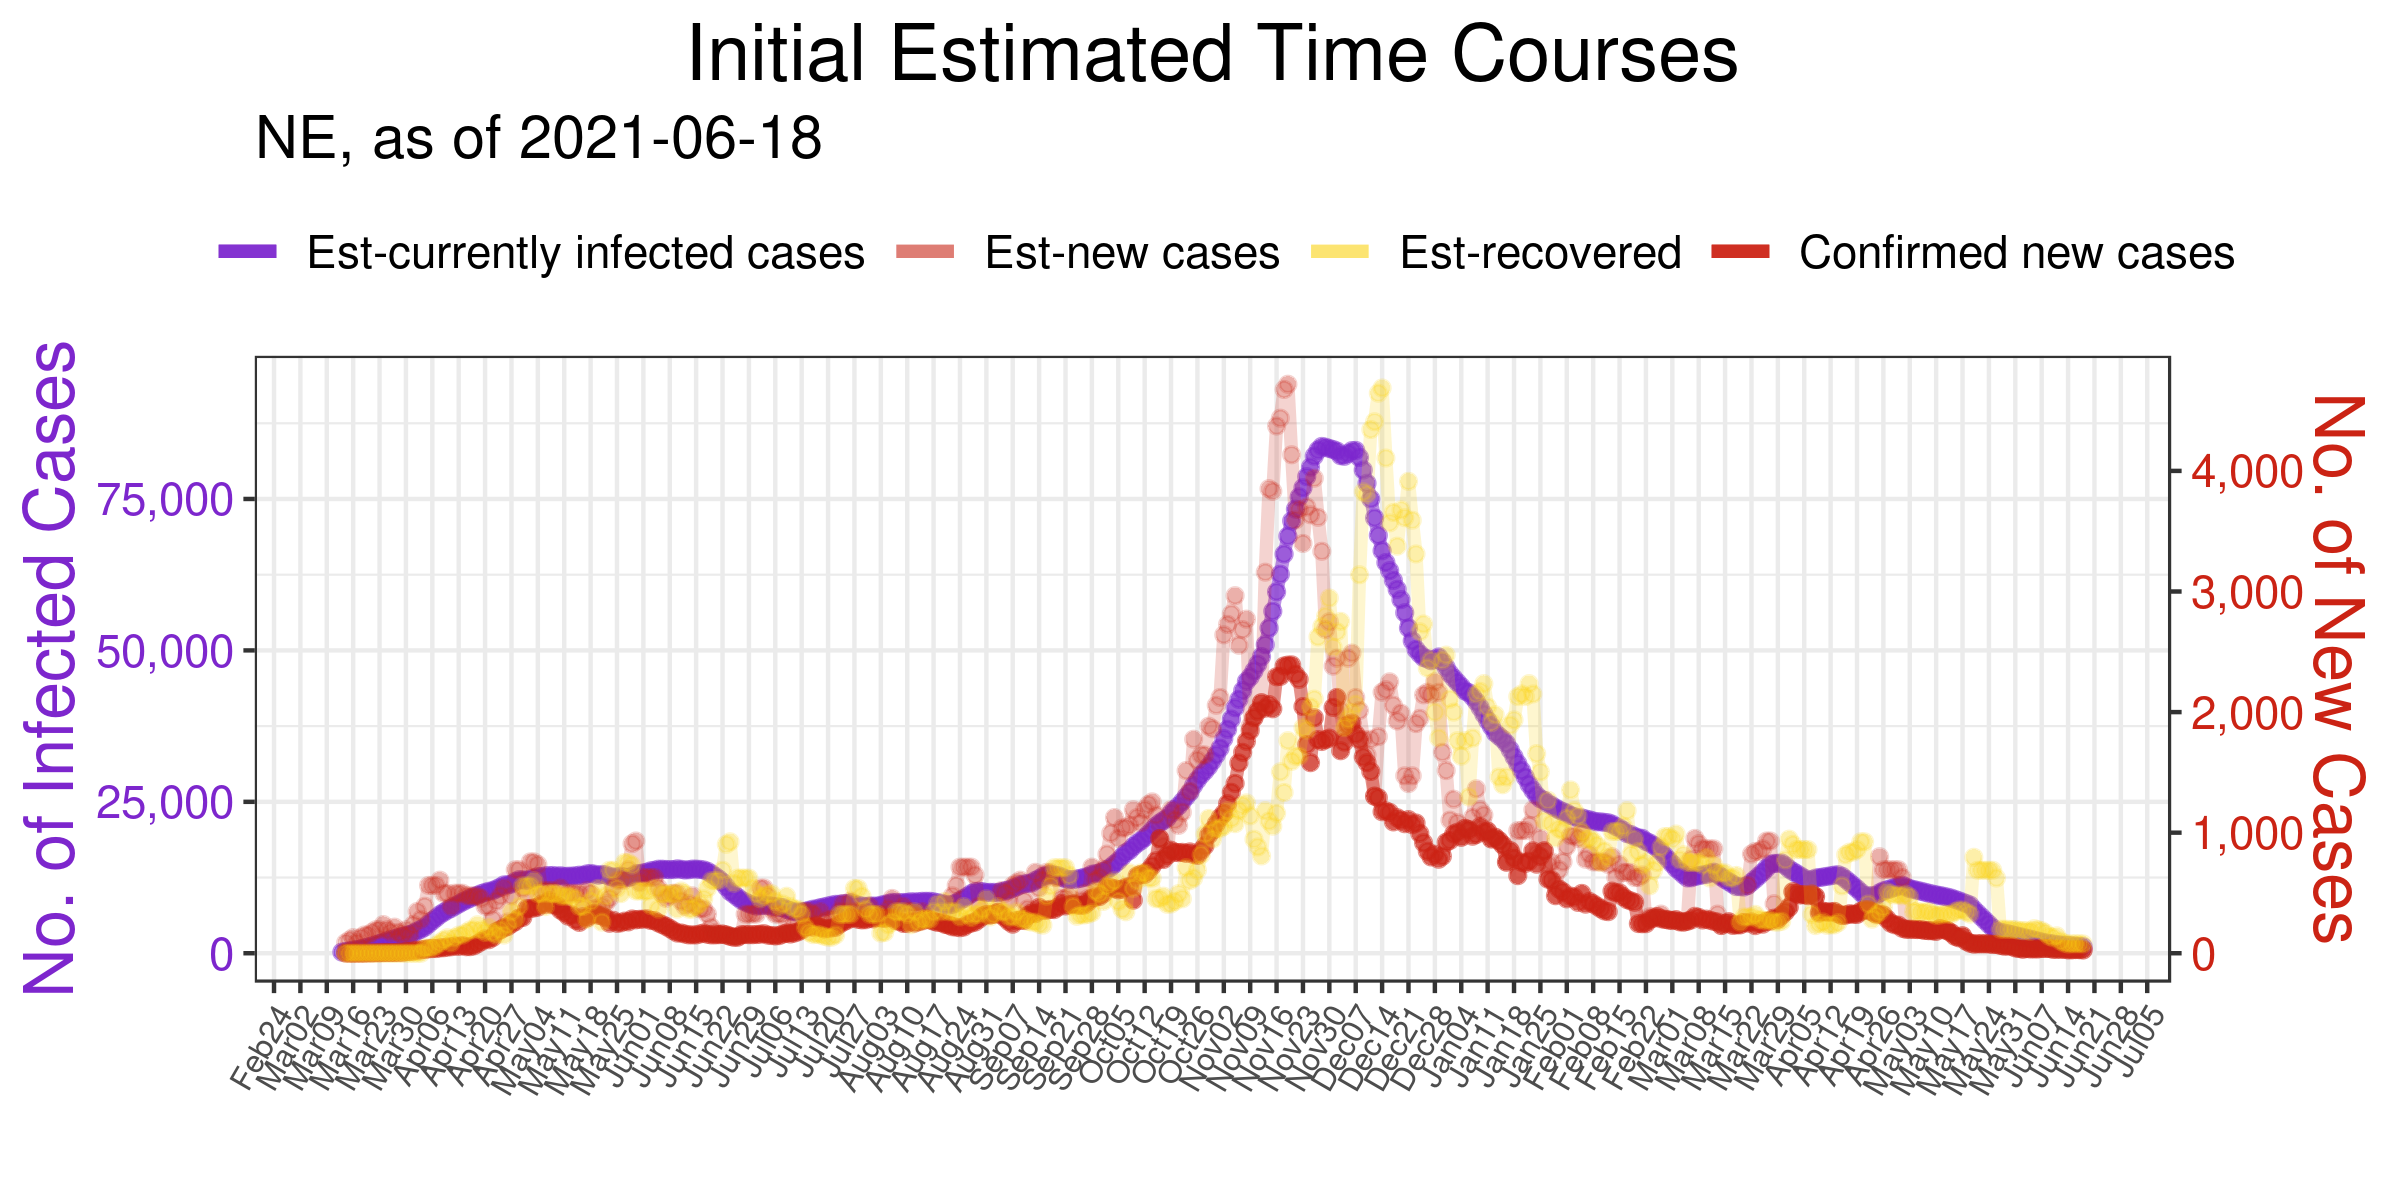 Initial Estimated Time Courses
NE, as of 2021-06-18
Est-currently infected cases
Est-new cases
Est-recovered
Confirmed new cases
No. of Infected Cases
75,000
50,000
25,000
0
4,000
3,000
2,000
1,000
0
No. of New Cases
Feb24
Mar02
Mar09
Mar16
Mar23
Mar30
Apr06
Apr13
Apr20
Apr27
May04
May11
May18
May25
Jun01
Jun08
Jun15
Jun22
Jun29
Jul06
Jul13
Jul20
Jul27
Aug03
Aug10
Aug17
Aug24
Aug31
Sep07
Sep14
Sep21
Sep28
Oct05
Oct12
Oct19
Oct26
Nov02
Nov09
Nov16
Nov23
Nov30
Dec07
Dec14
Dec21
Dec28
Jan04
Jan11
Jan18
Jan25
Feb01
Feb08
Feb15
Feb22
Mar01
Mar08
Mar15
Mar22
Mar29
Apr05
Apr12
Apr19
Apr26
May03
May10
May17
May24
May31
Jun07
Jun14
Jun21
Jun28
Jul05